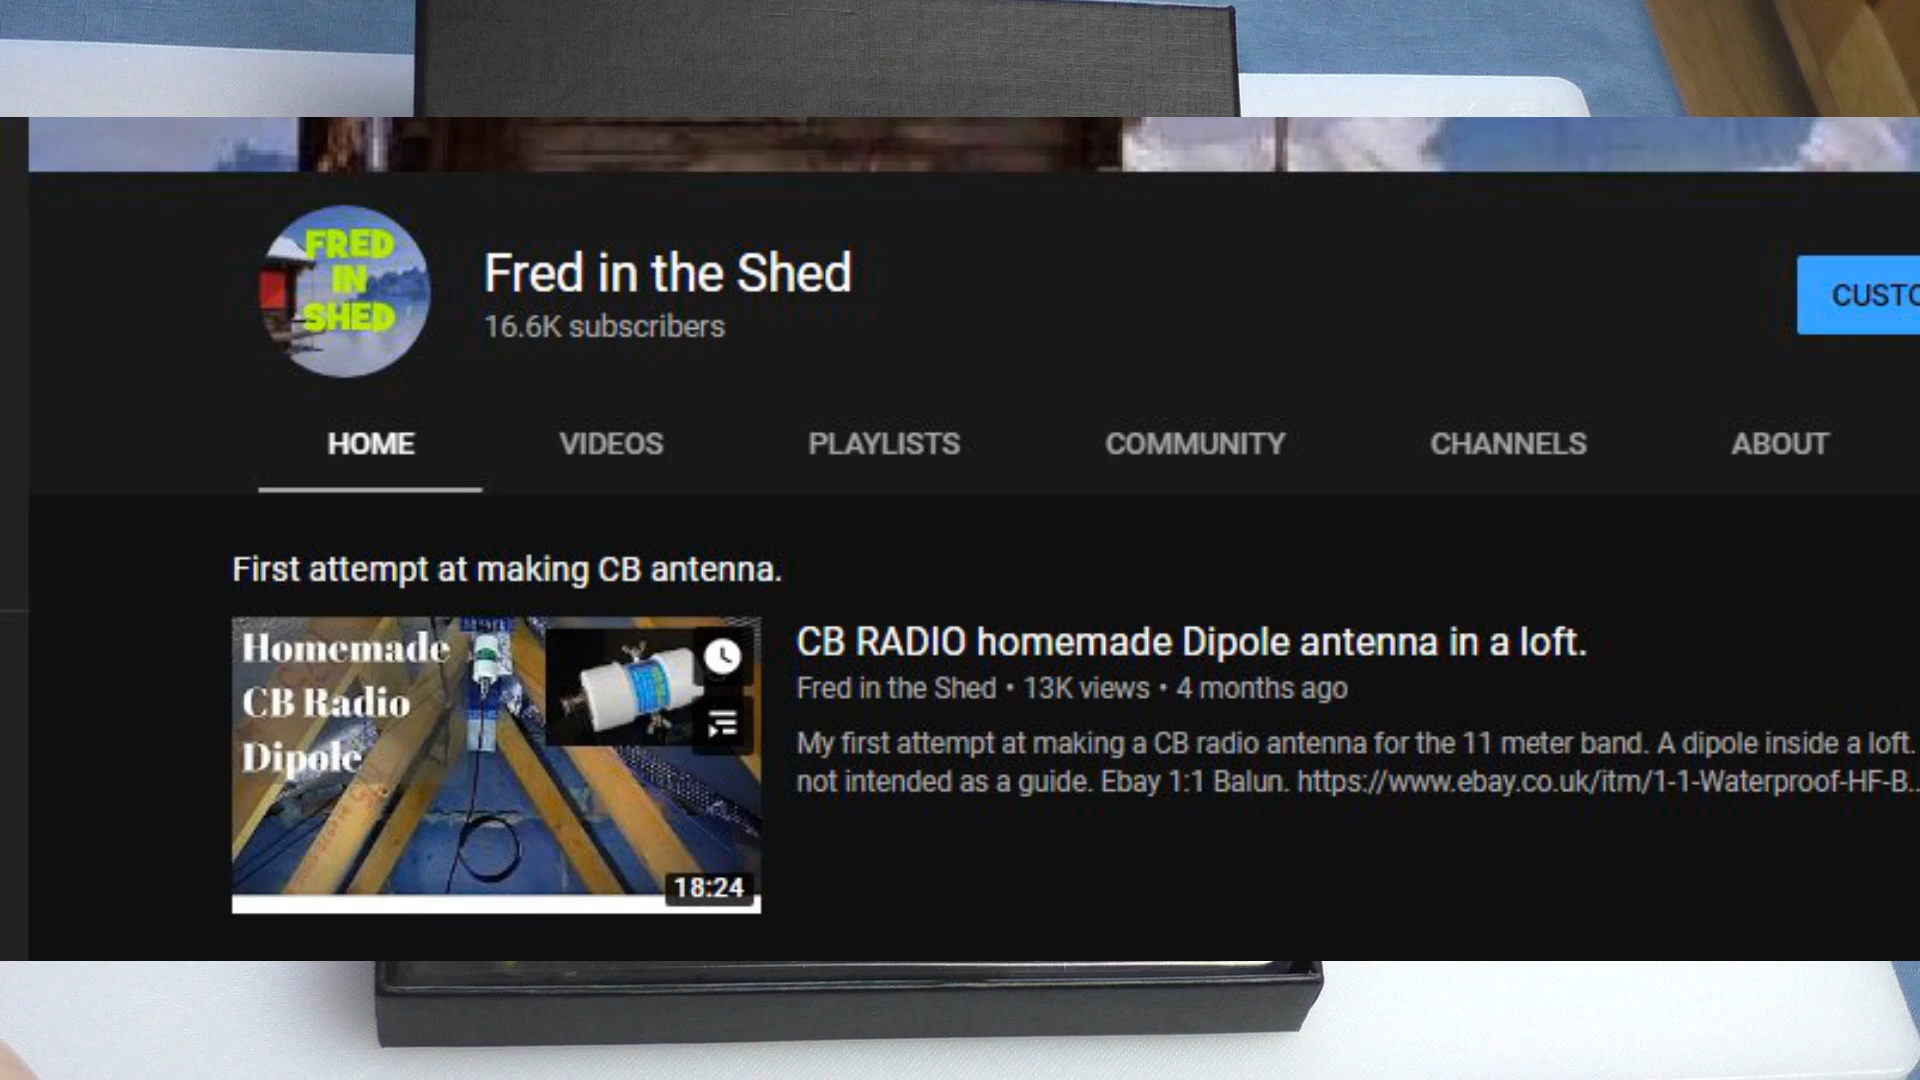 FRED
IN
SHED
Fred in the Shed
16.6K subscribers
CUSTO
HOME VIDEOS PLAYLISTS COMMUNITY CHANNELS ABOUT
First attempt at making CB antenna.
Homemade
CB Radio
Dipole
18:24
CB RADIO homemade Dipole antenna in a loft.
Fred in the Shed • 13K views • 4 months ago
My first attempt at making a CB radio antenna for the 11 meter band. A dipole inside a loft.
not intended as a guide. Ebay 1:1 Balun. https://www.ebay.co.uk/itm/1-1-Waterproof-HF-B...